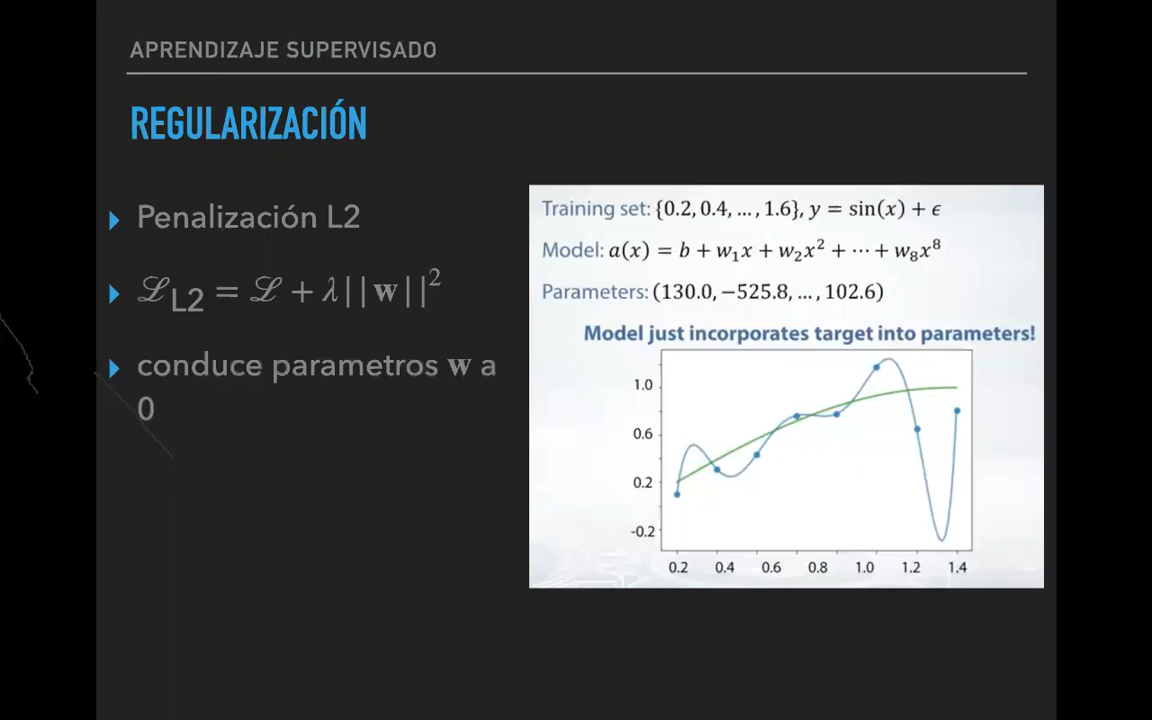 APRENDIZAJE SUPERVISADO
REGULARIZACIÓN
Penalización L2
ℒ_L2 = ℒ + λ||w||²
conduce parametros w a
0
Training set: {0.2, 0.4, ..., 1.6}, y = sin(x) + ϵ
Model: a(x) = b + w₁x + w₂x² + ⋯ + w₈x⁸
Parameters: (130.0, −525.8, ..., 102.6)
Model just incorporates target into parameters!
1.0
0.6
0.2
-0.2
0.2 0.4 0.6 0.8 1.0 1.2 1.4